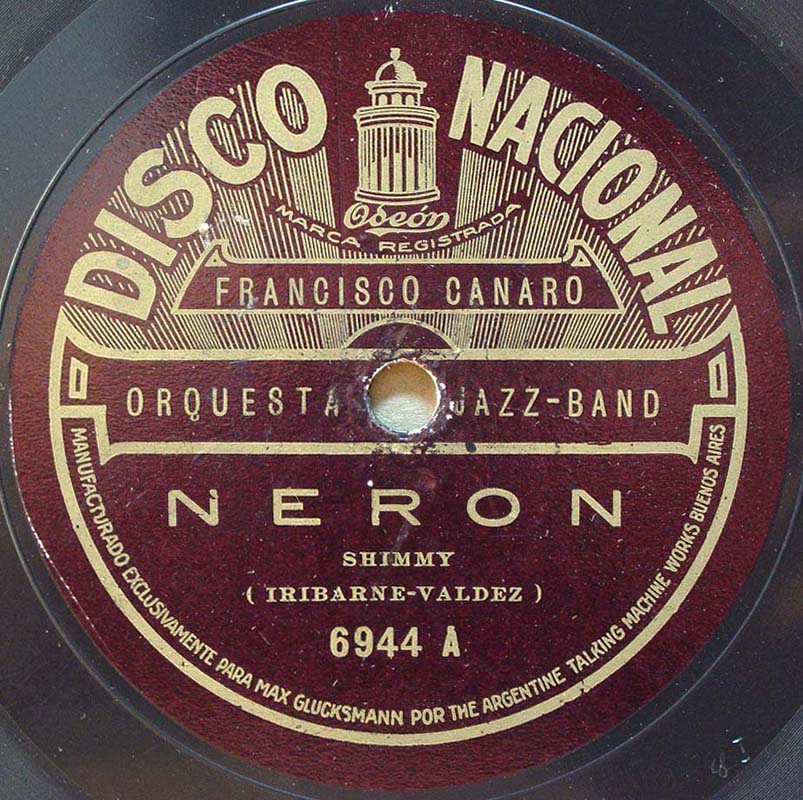 DISCO NACIONAL
Odeón
MARCA REGISTRADA
FRANCISCO CANARO
ORQUESTA JAZZ-BAND
NERON
SHIMMY
( IRIBARNE-VALDEZ )
6944 A
MANUFACTURADO EXCLUSIVAMENTE PARA MAX GLUCKSMANN POR THE ARGENTINE TALKING MACHINE WORKS BUENOS AIRES